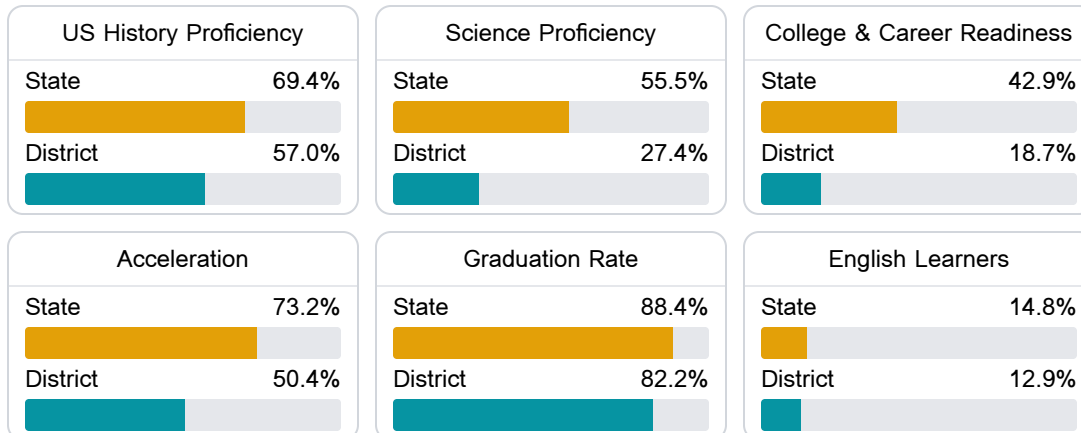 US History Proficiency
State 69.4%
District 57.0%
Science Proficiency
State 55.5%
District 27.4%
College & Career Readiness
State 42.9%
District 18.7%
Acceleration
State 73.2%
District 50.4%
Graduation Rate
State 88.4%
District 82.2%
English Learners
State 14.8%
District 12.9%